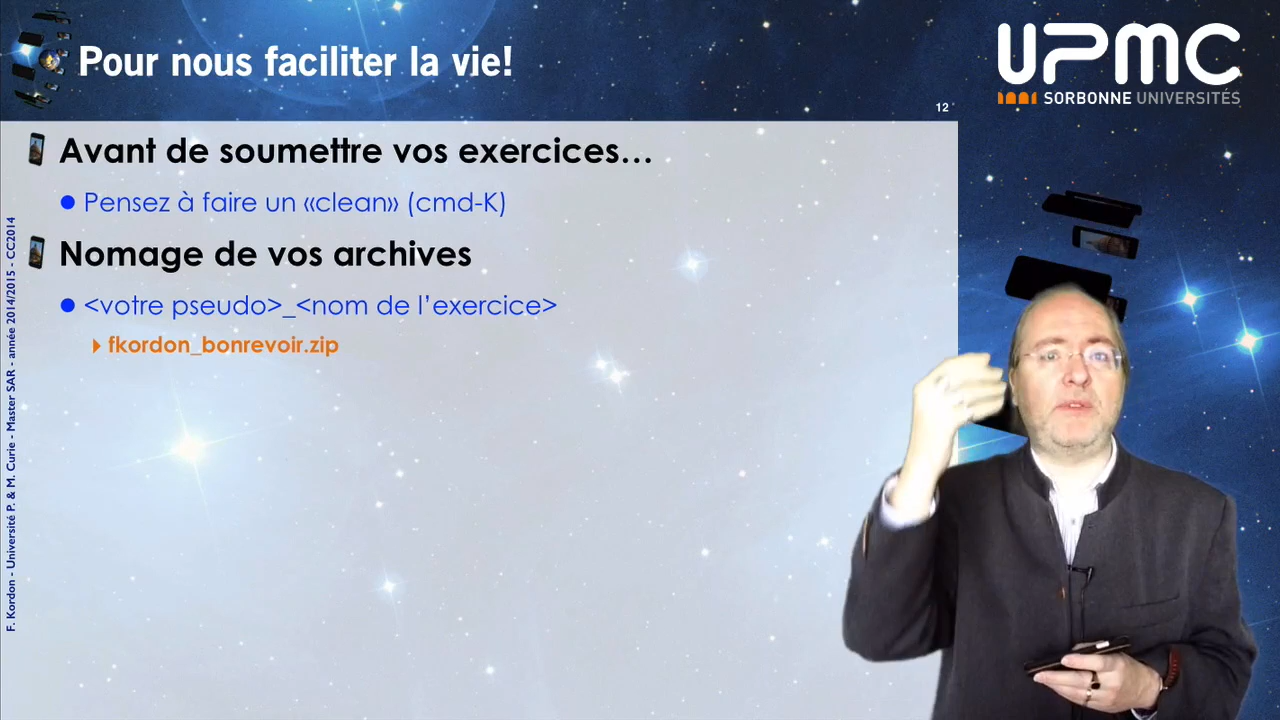 Pour nous faciliter la vie!
UPMC
SORBONNE UNIVERSITÉS
12
Avant de soumettre vos exercices...
Pensez à faire un «clean» (cmd-K)
Nomage de vos archives
<votre pseudo>_<nom de l'exercice>
fkordon_bonrevoir.zip
F. Kordon - Université P. & M. Curie - Master SAR - année 2014/2015 - CC2014